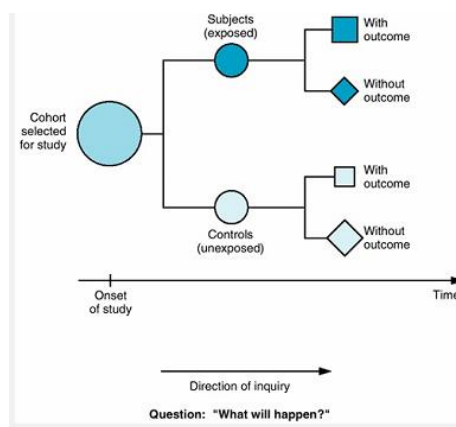 Subjects
(exposed)
With
outcome
Without
outcome
Cohort
selected
for study
With
outcome
Controls
(unexposed)
Without
outcome
Onset
of study
Time
Direction of inquiry
Question: "What will happen?"